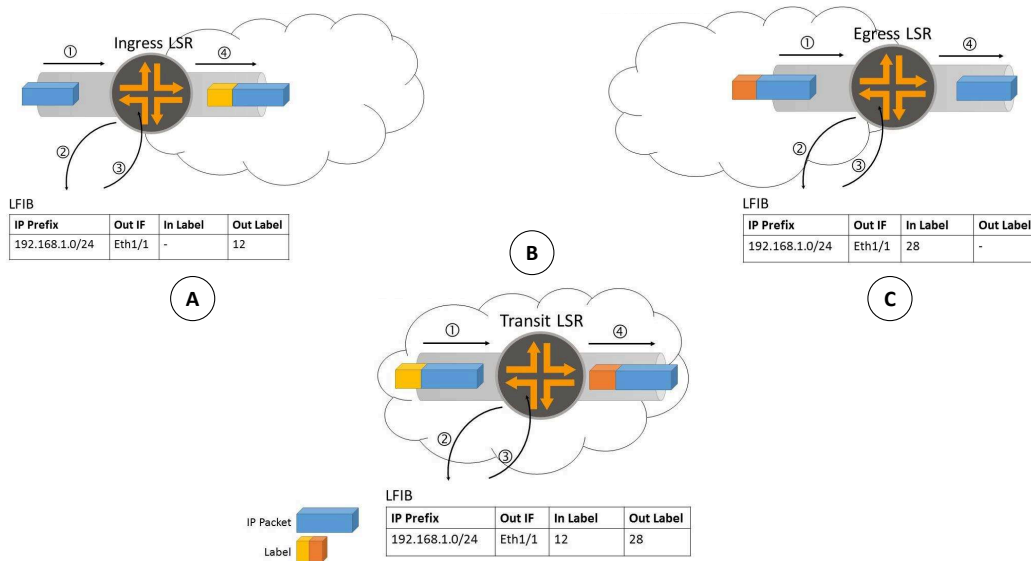 Ingress LSR
①
④
②
③
LFIB
IP Prefix Out IF In Label Out Label
192.168.1.0/24 Eth1/1 - 12
A
Egress LSR
①
④
②
③
LFIB
IP Prefix Out IF In Label Out Label
192.168.1.0/24 Eth1/1 28 -
C
B
Transit LSR
①
④
②
③
LFIB
IP Prefix Out IF In Label Out Label
192.168.1.0/24 Eth1/1 12 28
IP Packet
Label